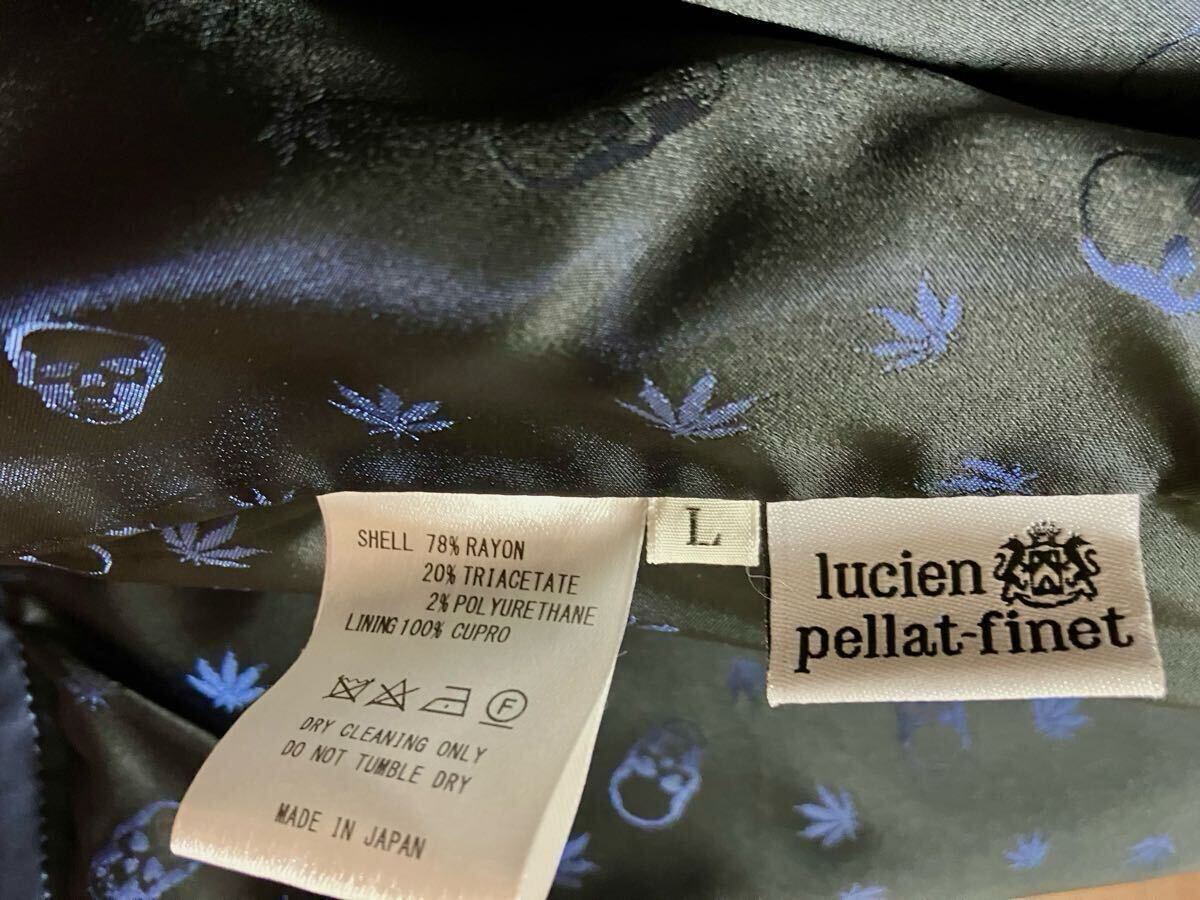 SHELL 78% RAYON
20% TRIACETATE
2% POLYURETHANE
LINING 100% CUPRO
F
DRY CLEANING ONLY
DO NOT TUMBLE DRY
MADE IN JAPAN
L
lucien
pellat-finet